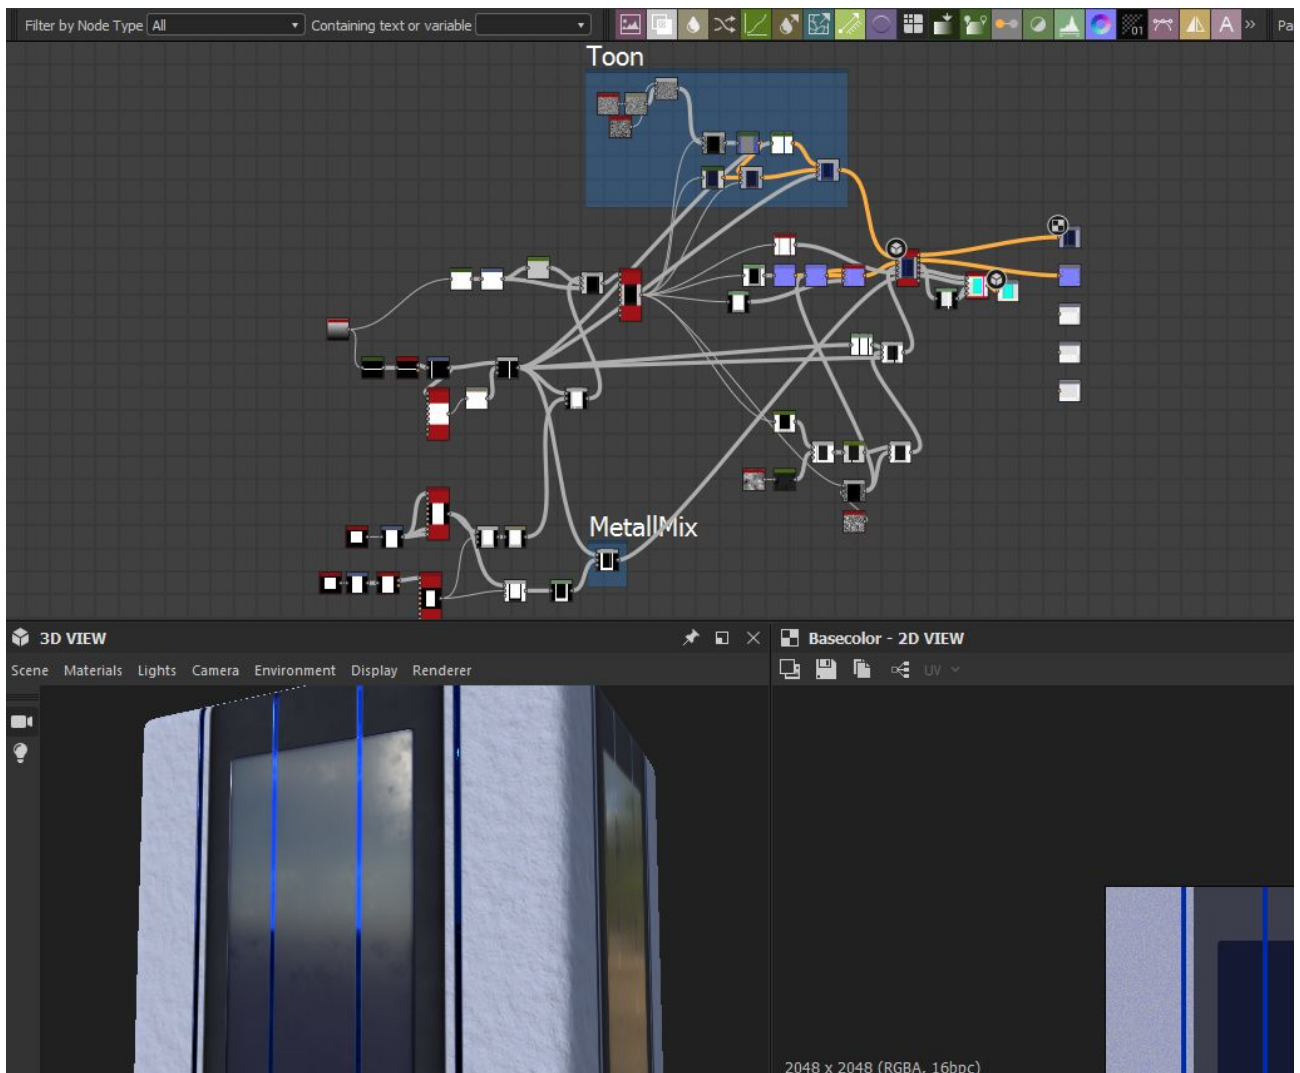 Filter by Node Type All Containing text or variable Pa
01 A »
Toon
MetallMix
3D VIEW
Basecolor - 2D VIEW
Scene Materials Lights Camera Environment Display Renderer
UV
2048 x 2048 (RGBA, 16bpc)